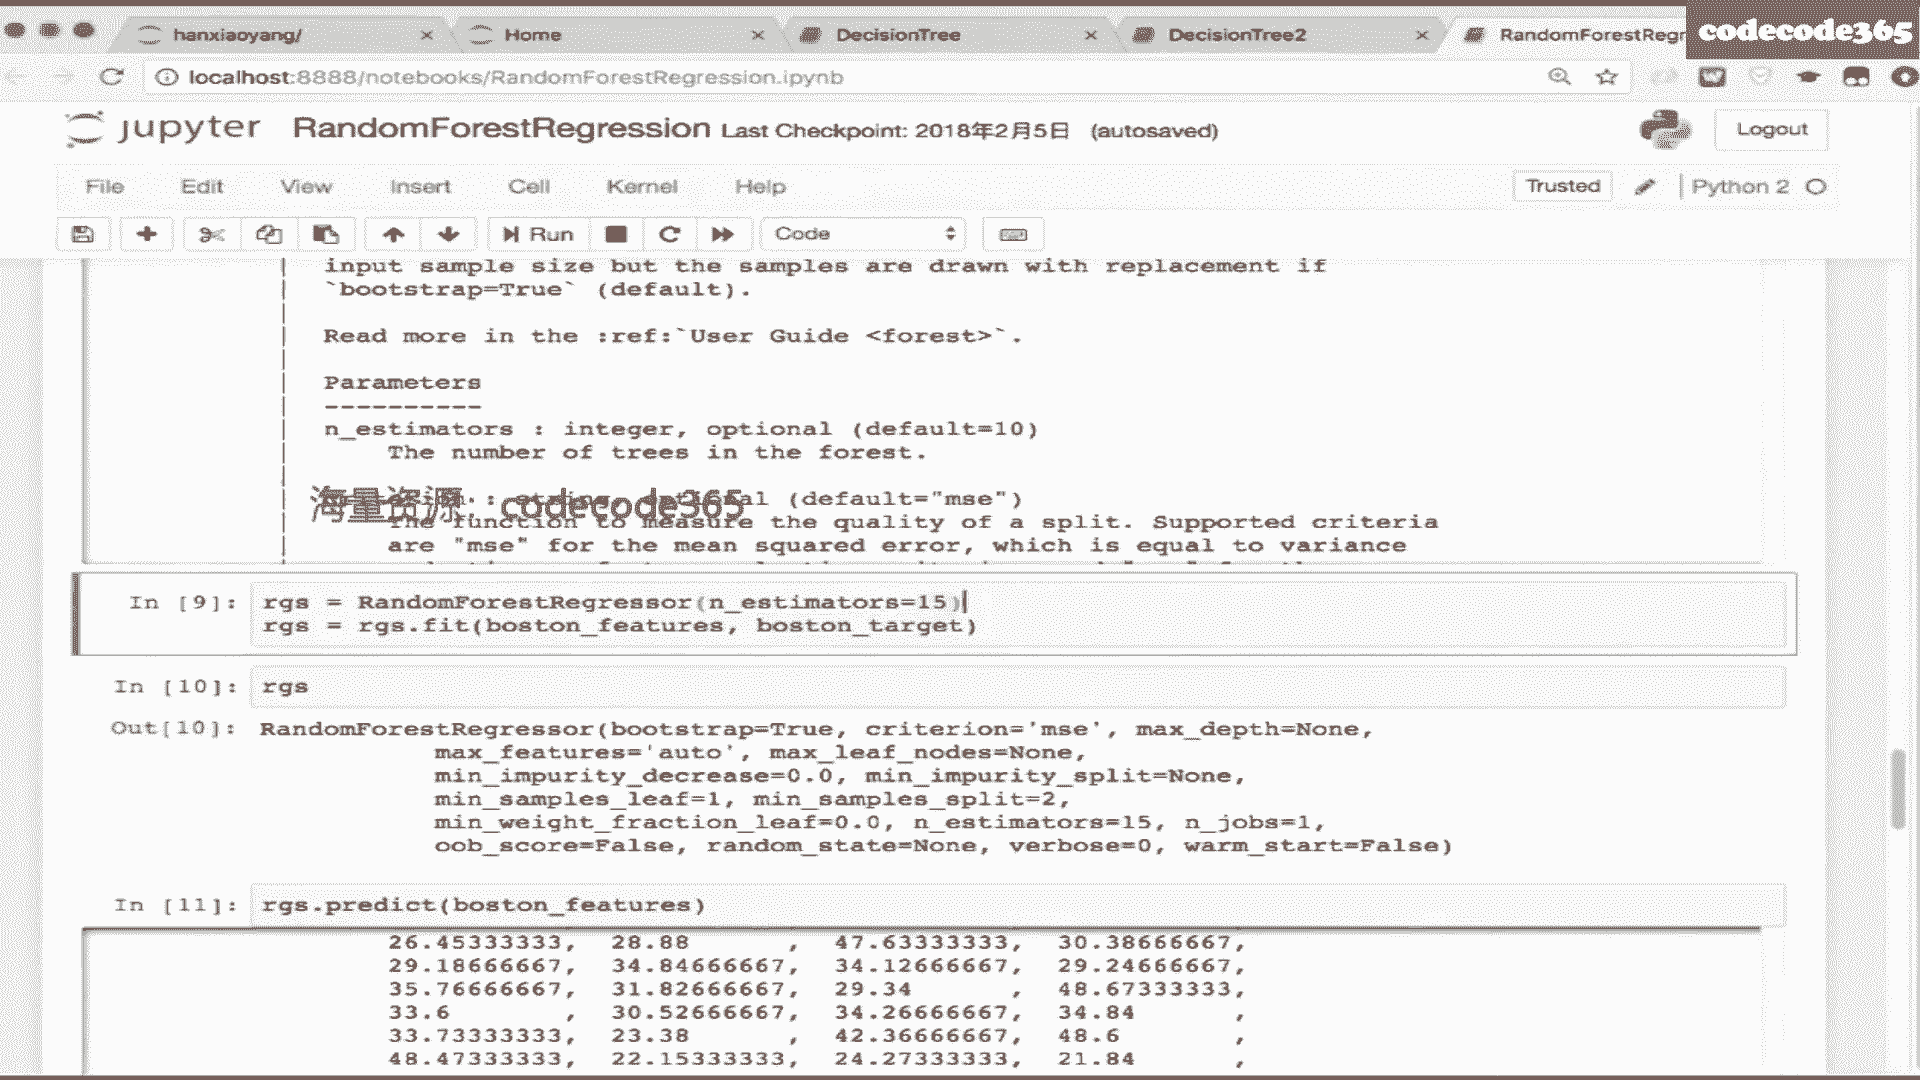 hanxiaoyang/
Home
DecisionTree
DecisionTree2
RandomForestRegr
codecode365
localhost:8888/notebooks/RandomForestRegression.ipynb
jupyter RandomForestRegression Last Checkpoint: 2018年2月5日 (autosaved)
Logout
File Edit View Insert Cell Kernel Help
Trusted
Python 2
Run
Code
input sample size but the samples are drawn with replacement if
`bootstrap=True` (default).
Read more in the :ref:`User Guide <forest>`.
Parameters
----------
n_estimators : integer, optional (default=10)
The number of trees in the forest.
: (default="mse")
海量资源: codecode365
The function to measure the quality of a split. Supported criteria
are "mse" for the mean squared error, which is equal to variance
In [9]: rgs = RandomForestRegressor(n_estimators=15)
rgs = rgs.fit(boston_features, boston_target)
In [10]: rgs
Out[10]: RandomForestRegressor(bootstrap=True, criterion='mse', max_depth=None,
max_features='auto', max_leaf_nodes=None,
min_impurity_decrease=0.0, min_impurity_split=None,
min_samples_leaf=1, min_samples_split=2,
min_weight_fraction_leaf=0.0, n_estimators=15, n_jobs=1,
oob_score=False, random_state=None, verbose=0, warm_start=False)
In [11]: rgs.predict(boston_features)
26.45333333, 28.88 , 47.63333333, 30.38666667,
29.18666667, 34.84666667, 34.12666667, 29.24666667,
35.76666667, 31.82666667, 29.34 , 48.67333333,
33.6 , 30.52666667, 34.26666667, 34.84 ,
33.73333333, 23.38 , 42.36666667, 48.6 ,
48.47333333, 22.15333333, 24.27333333, 21.84 ,